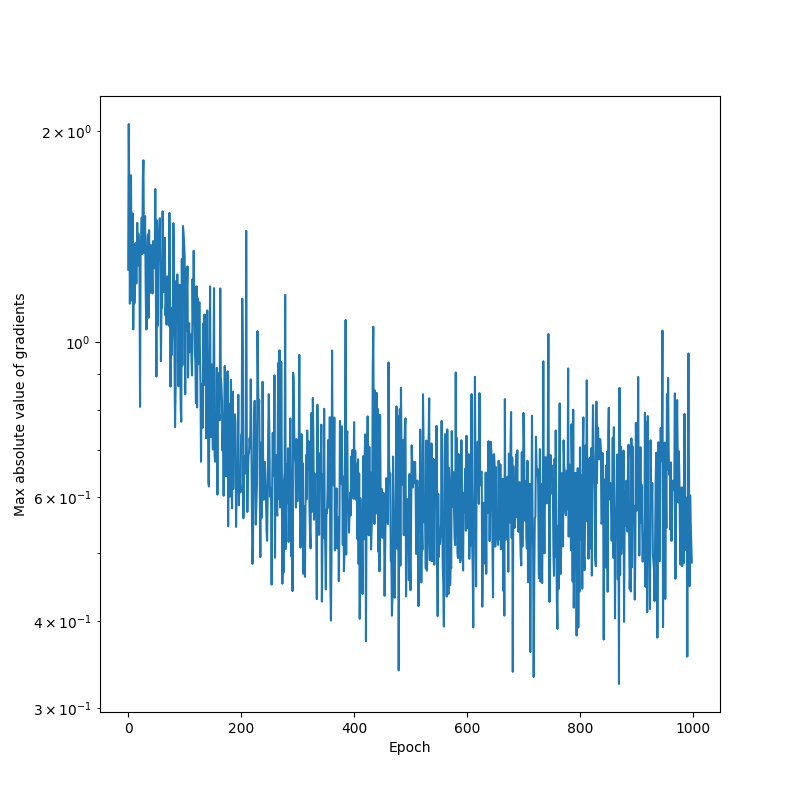 Max absolute value of gradients
2 × 10⁰
10⁰
6 × 10⁻¹
4 × 10⁻¹
3 × 10⁻¹
0 200 400 600 800 1000
Epoch